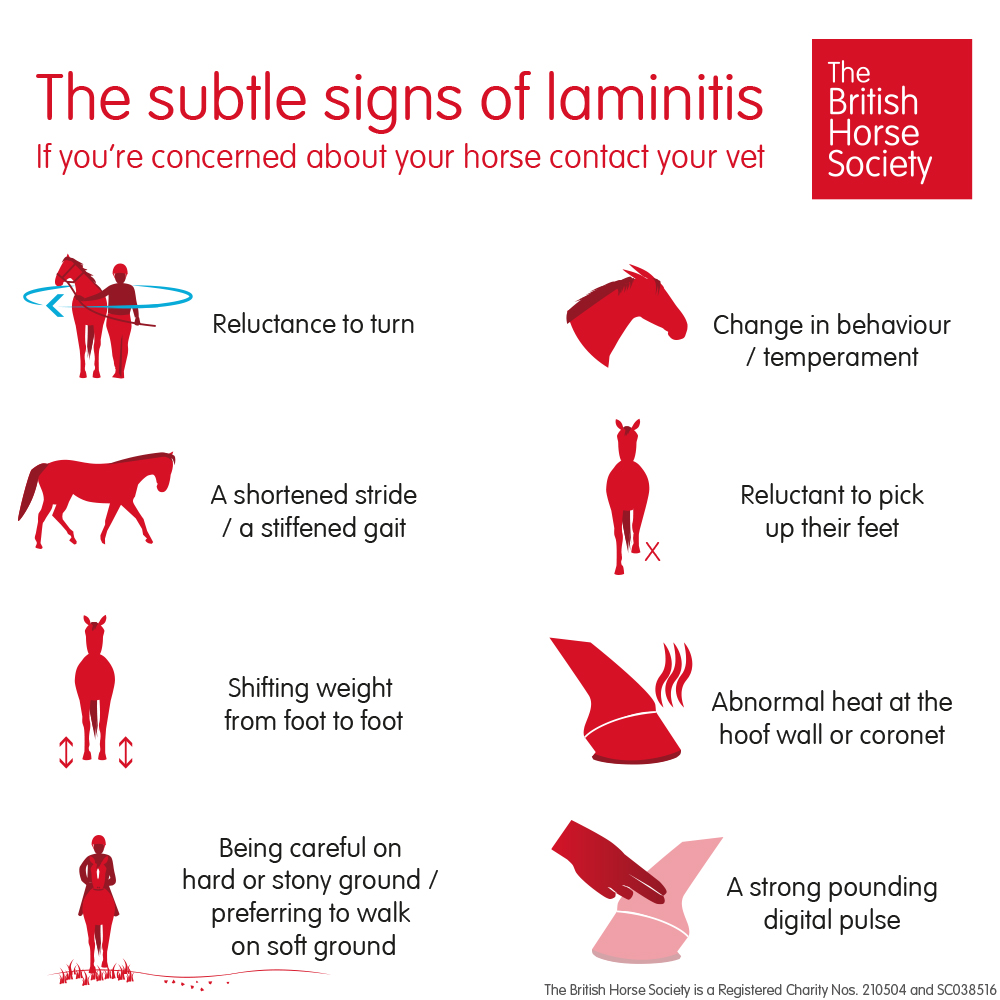 The subtle signs of laminitis
If you're concerned about your horse contact your vet
The
British
Horse
Society
Reluctance to turn
Change in behaviour
/ temperament
A shortened stride
/ a stiffened gait
Reluctant to pick
up their feet
Shifting weight
from foot to foot
Abnormal heat at the
hoof wall or coronet
Being careful on
hard or stony ground /
preferring to walk
on soft ground
A strong pounding
digital pulse
The British Horse Society is a Registered Charity Nos. 210504 and SC038516